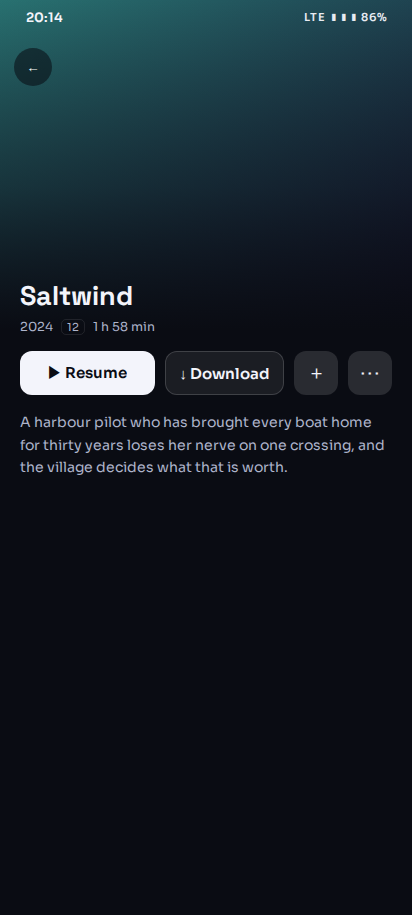 20:14
LTE ▮ ▮ ▮ 86%
←
Saltwind
2024 12 1 h 58 min
▶ Resume
↓ Download
+
···
A harbour pilot who has brought every boat home
for thirty years loses her nerve on one crossing, and
the village decides what that is worth.